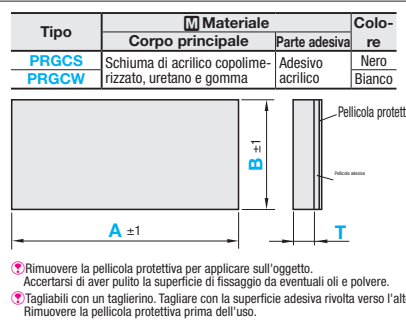 Tipo
M Materiale
Colo-
re
Corpo principale
Parte adesiva
PRGCS
Schiuma di acrilico copolime-
rizzato, uretano e gomma
Adesivo
acrilico
Nero
PRGCW
Bianco
Pellicola protett
B ±1
Pellicola adesiva
A ±1
T
Rimuovere la pellicola protettiva per applicare sull'oggetto.
Accertarsi di aver pulito la superficie di fissaggio da eventuali oli e polvere.
Tagliabili con un taglierino. Tagliare con la superficie adesiva rivolta verso l'alt
Rimuovere la pellicola protettiva prima dell'uso.